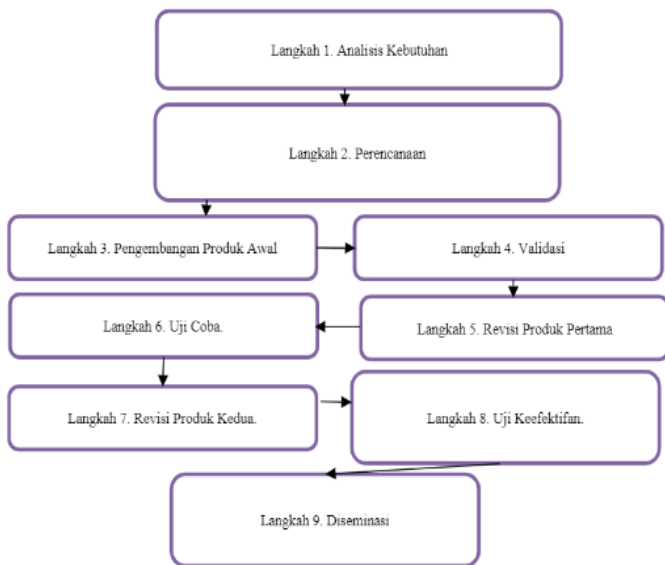 Langkah 1. Analisis Kebutuhan
Langkah 2. Perencanaan
Langkah 3. Pengembangan Produk Awal
Langkah 4. Validasi
Langkah 5. Revisi Produk Pertama
Langkah 6. Uji Coba.
Langkah 7. Revisi Produk Kedua.
Langkah 8. Uji Keefektifan.
Langkah 9. Diseminasi